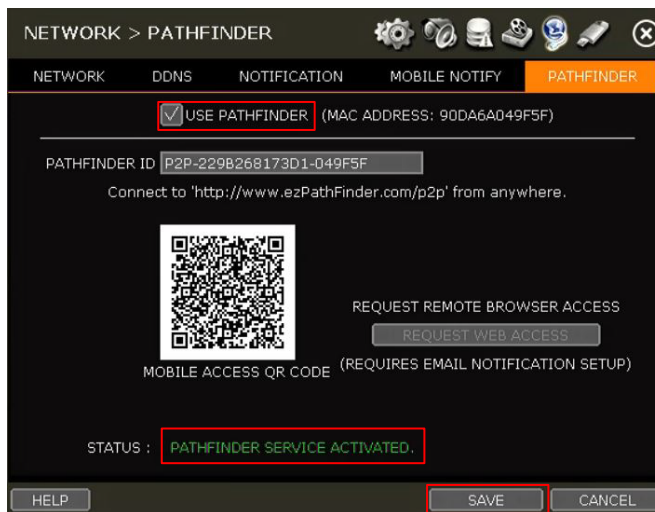 NETWORK > PATHFINDER
NETWORK DDNS NOTIFICATION MOBILE NOTIFY PATHFINDER
USE PATHFINDER (MAC ADDRESS: 90DA6A049F5F)
PATHFINDER ID P2P-229B268173D1-049F5F
Connect to 'http://www.ezPathFinder.com/p2p' from anywhere.
REQUEST REMOTE BROWSER ACCESS
REQUEST WEB ACCESS
(REQUIRES EMAIL NOTIFICATION SETUP)
MOBILE ACCESS QR CODE
STATUS : PATHFINDER SERVICE ACTIVATED.
HELP SAVE CANCEL